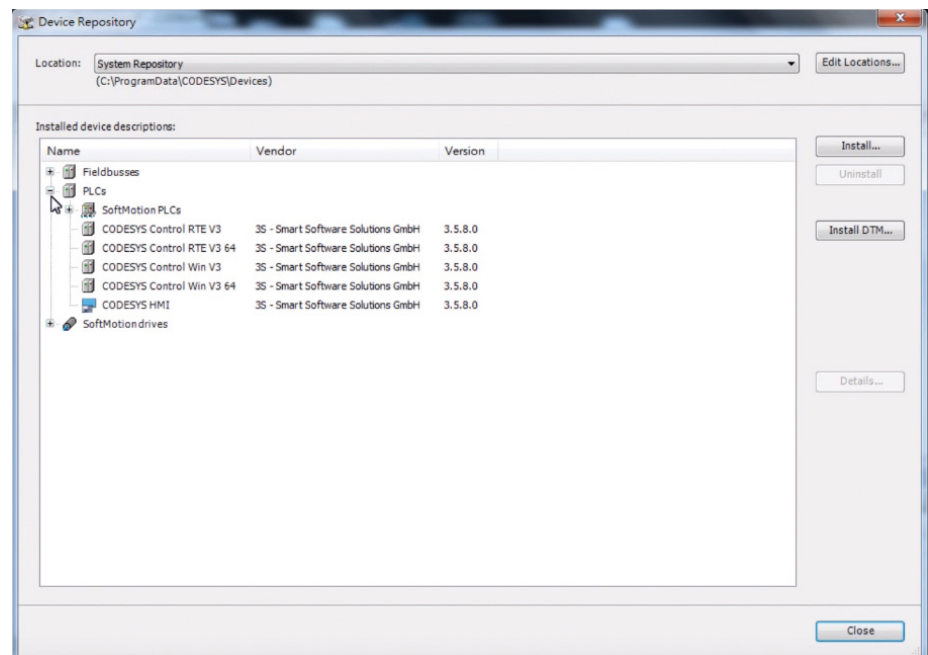 Device Repository
Location: System Repository Edit Locations...
(C:\ProgramData\CODESYS\Devices)
Installed device descriptions:
Name Vendor Version Install...
Fieldbusses Uninstall
PLCs
SoftMotion PLCs
CODESYS Control RTE V3 3S - Smart Software Solutions GmbH 3.5.8.0 Install DTM...
CODESYS Control RTE V3 64 3S - Smart Software Solutions GmbH 3.5.8.0
CODESYS Control Win V3 3S - Smart Software Solutions GmbH 3.5.8.0
CODESYS Control Win V3 64 3S - Smart Software Solutions GmbH 3.5.8.0
CODESYS HMI 3S - Smart Software Solutions GmbH 3.5.8.0
SoftMotion drives
Details...
Close